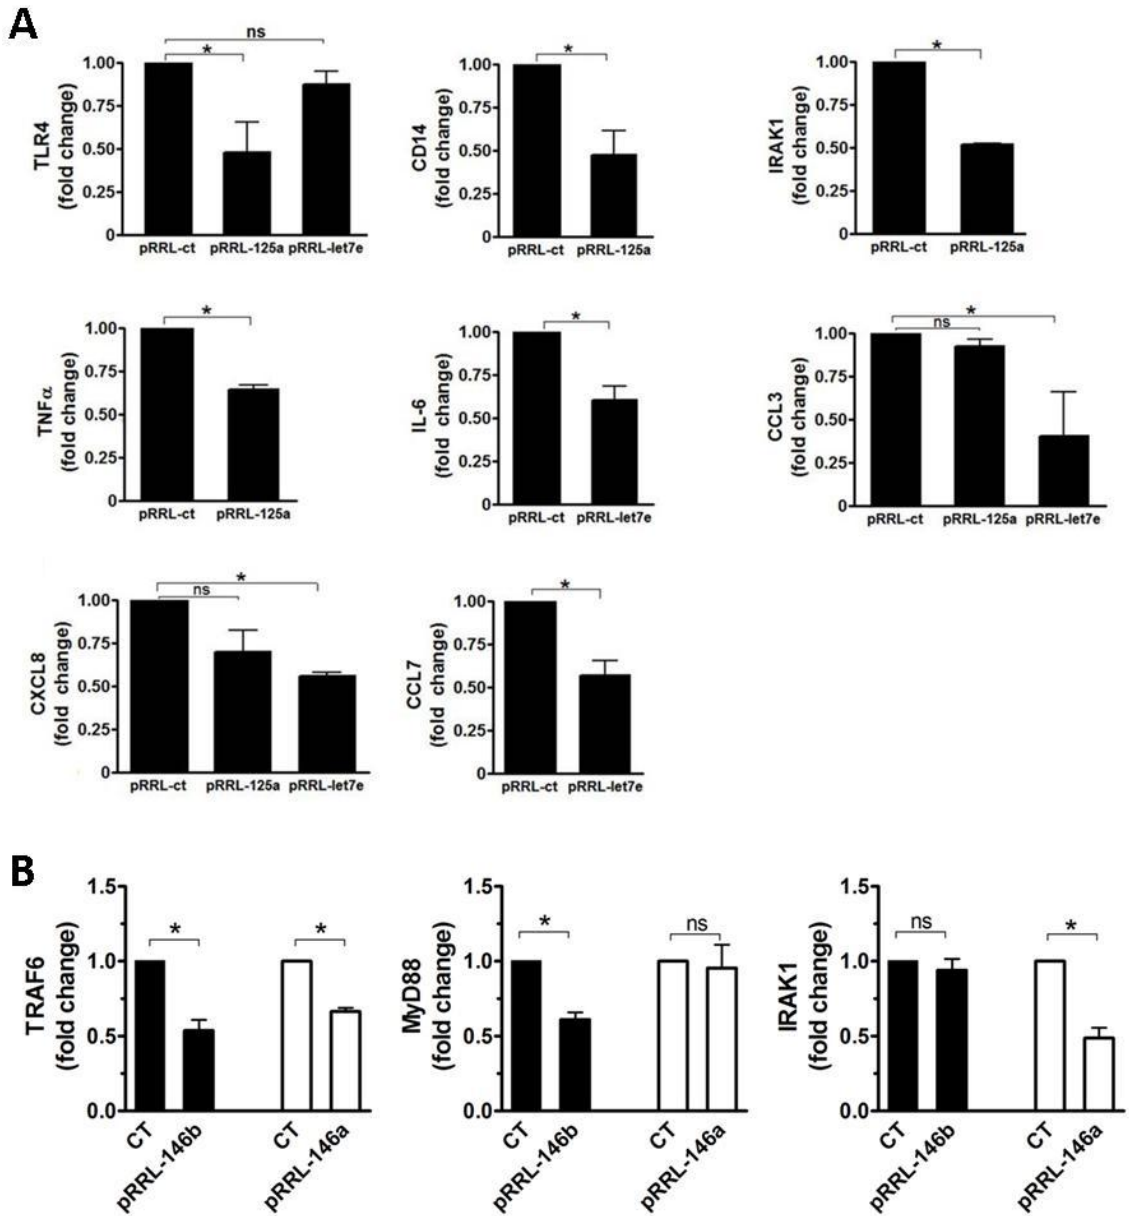 A
TLR4
(fold change)
ns
*
1.00
0.75
0.50
0.25
0
pRRL-ct pRRL-125a pRRL-let7e
CD14
(fold change)
*
1.00
0.75
0.50
0.25
0
pRRL-ct pRRL-125a
IRAK1
(fold change)
*
1.00
0.75
0.50
0.25
0
pRRL-ct pRRL-125a
TNFα
(fold change)
*
1.00
0.75
0.50
0.25
0
pRRL-ct pRRL-125a
IL-6
(fold change)
*
1.00
0.75
0.50
0.25
0
pRRL-ct pRRL-let7e
CCL3
(fold change)
*
ns
1.00
0.75
0.50
0.25
0
pRRL-ct pRRL-125a pRRL-let7e
CXCL8
(fold change)
*
ns
1.00
0.75
0.50
0.25
0
pRRL-ct pRRL-125a pRRL-let7e
CCL7
(fold change)
*
1.00
0.75
0.50
0.25
0
pRRL-ct pRRL-let7e
B
TRAF6
(fold change)
1.5
1.0
0.5
0.0
* *
CT
pRRL-146b
CT
pRRL-146a
MyD88
(fold change)
1.5
1.0
0.5
0.0
* ns
CT
pRRL-146b
CT
pRRL-146a
IRAK1
(fold change)
1.5
1.0
0.5
0.0
ns *
CT
pRRL-146b
CT
pRRL-146a